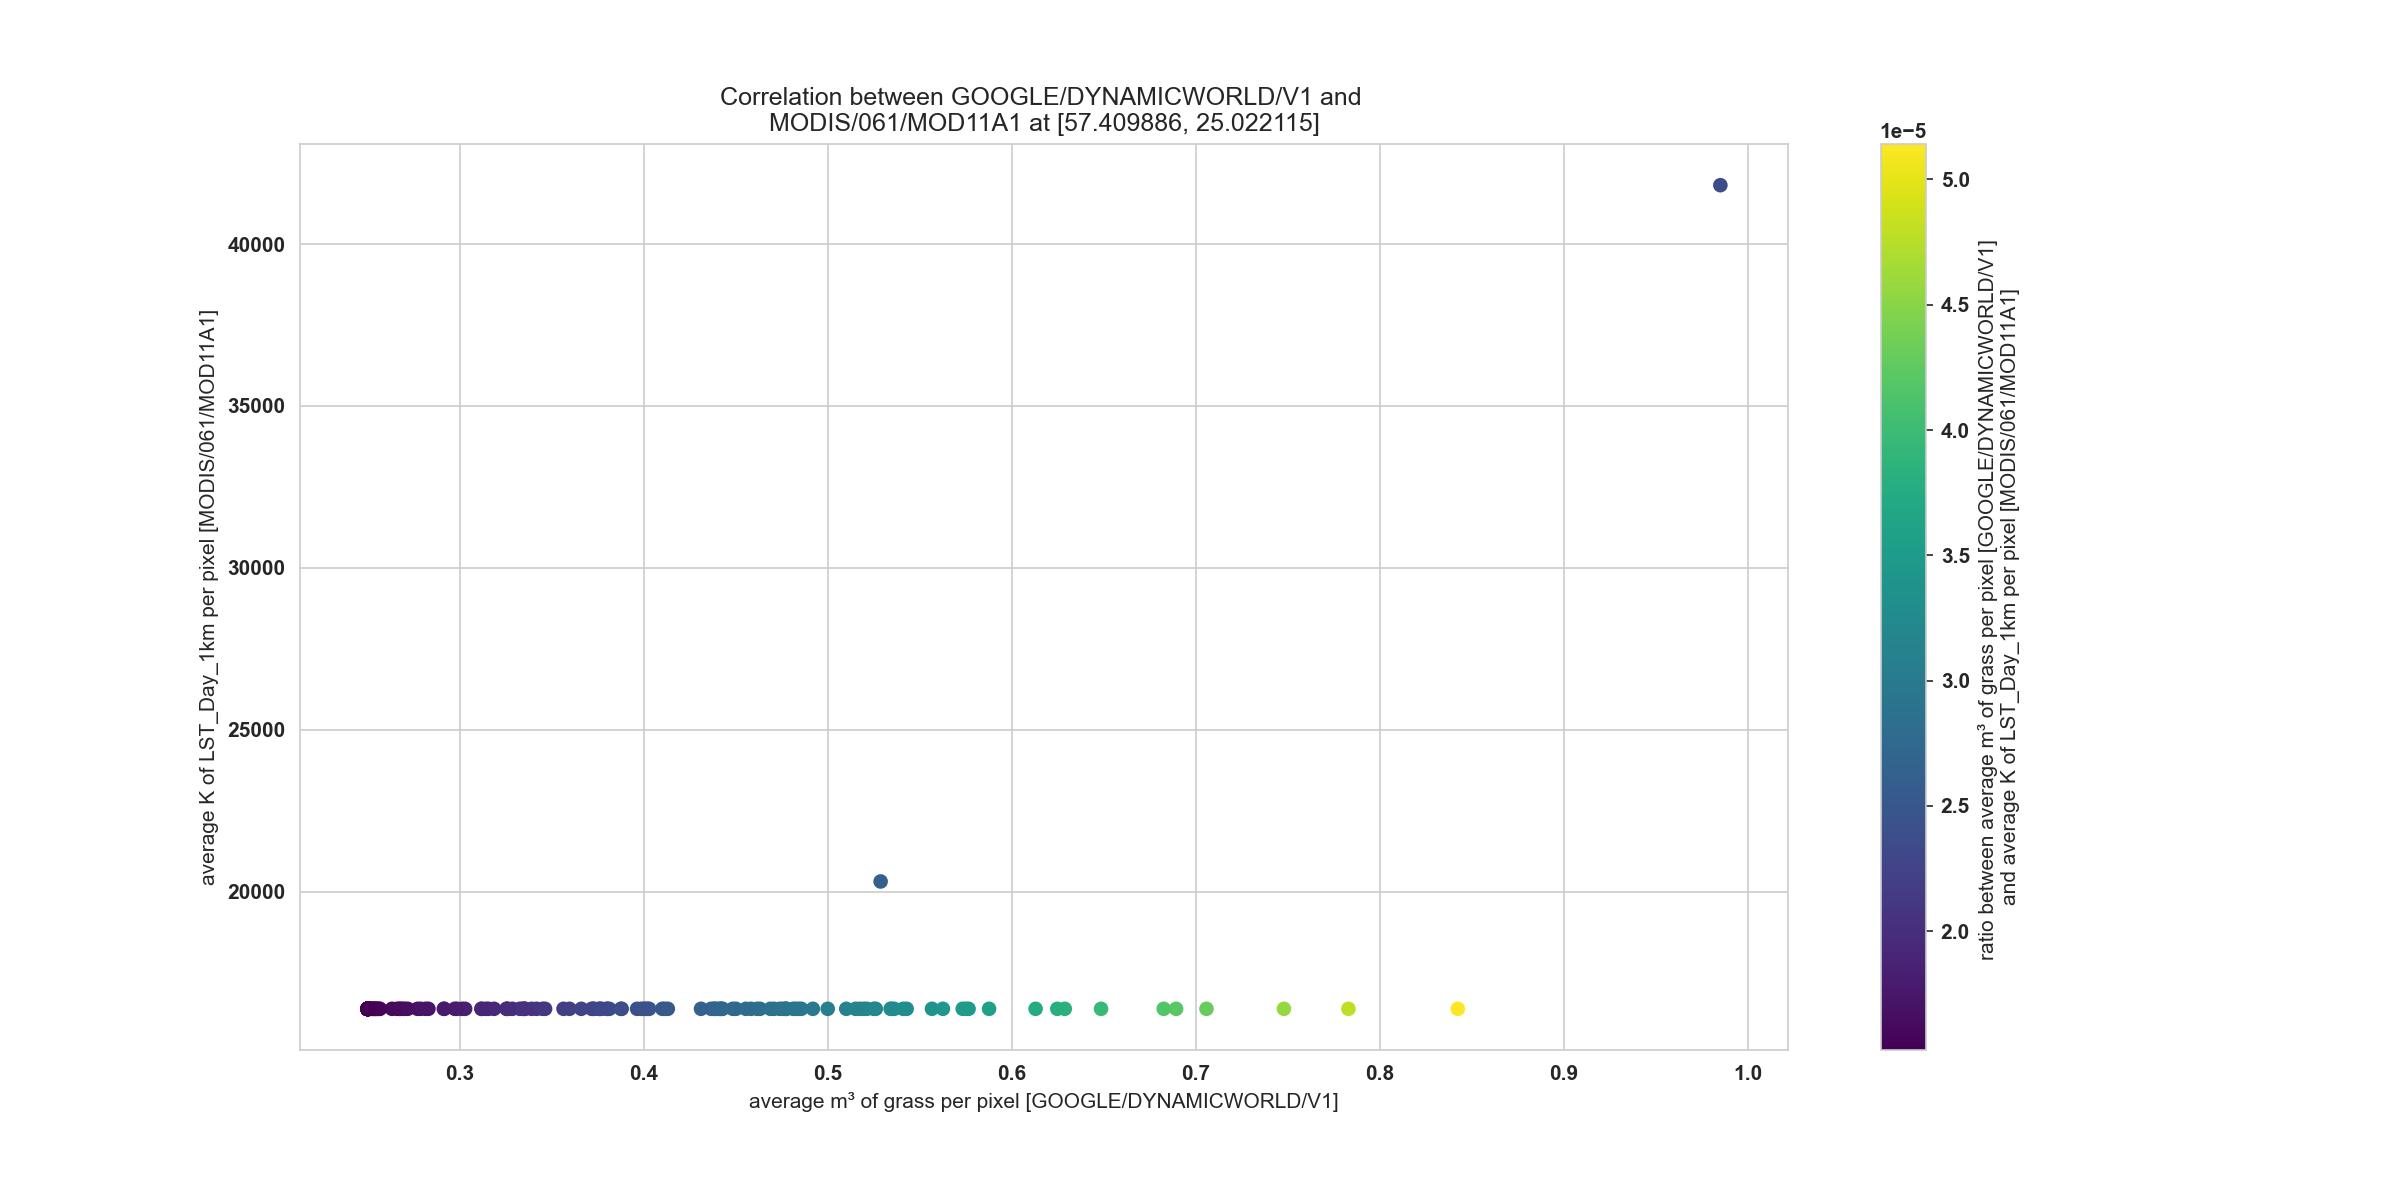 Correlation between GOOGLE/DYNAMICWORLD/V1 and
MODIS/061/MOD11A1 at [57.409886, 25.022115]
1e−5
40000
35000
30000
25000
20000
average K of LST_Day_1km per pixel [MODIS/061/MOD11A1]
0.3
0.4
0.5
0.6
0.7
0.8
0.9
1.0
average m³ of grass per pixel [GOOGLE/DYNAMICWORLD/V1]
5.0
4.5
4.0
3.5
3.0
2.5
2.0
ratio between average m³ of grass per pixel [GOOGLE/DYNAMICWORLD/V1]
and average K of LST_Day_1km per pixel [MODIS/061/MOD11A1]